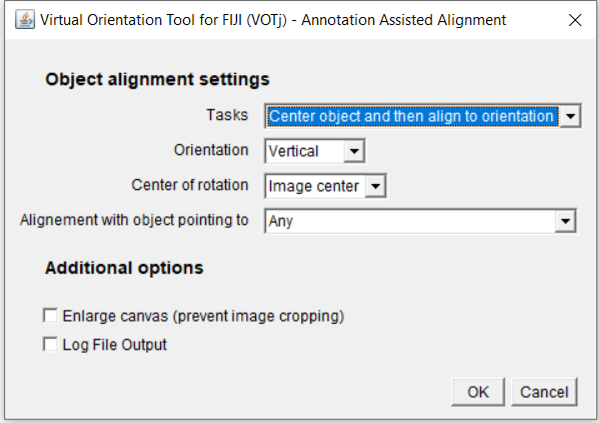 Virtual Orientation Tool for FIJI (VOTj) - Annotation Assisted Alignment
Object alignment settings
Tasks Center object and then align to orientation
Orientation Vertical
Center of rotation Image center
Alignement with object pointing to Any
Additional options
Enlarge canvas (prevent image cropping)
Log File Output
OK Cancel